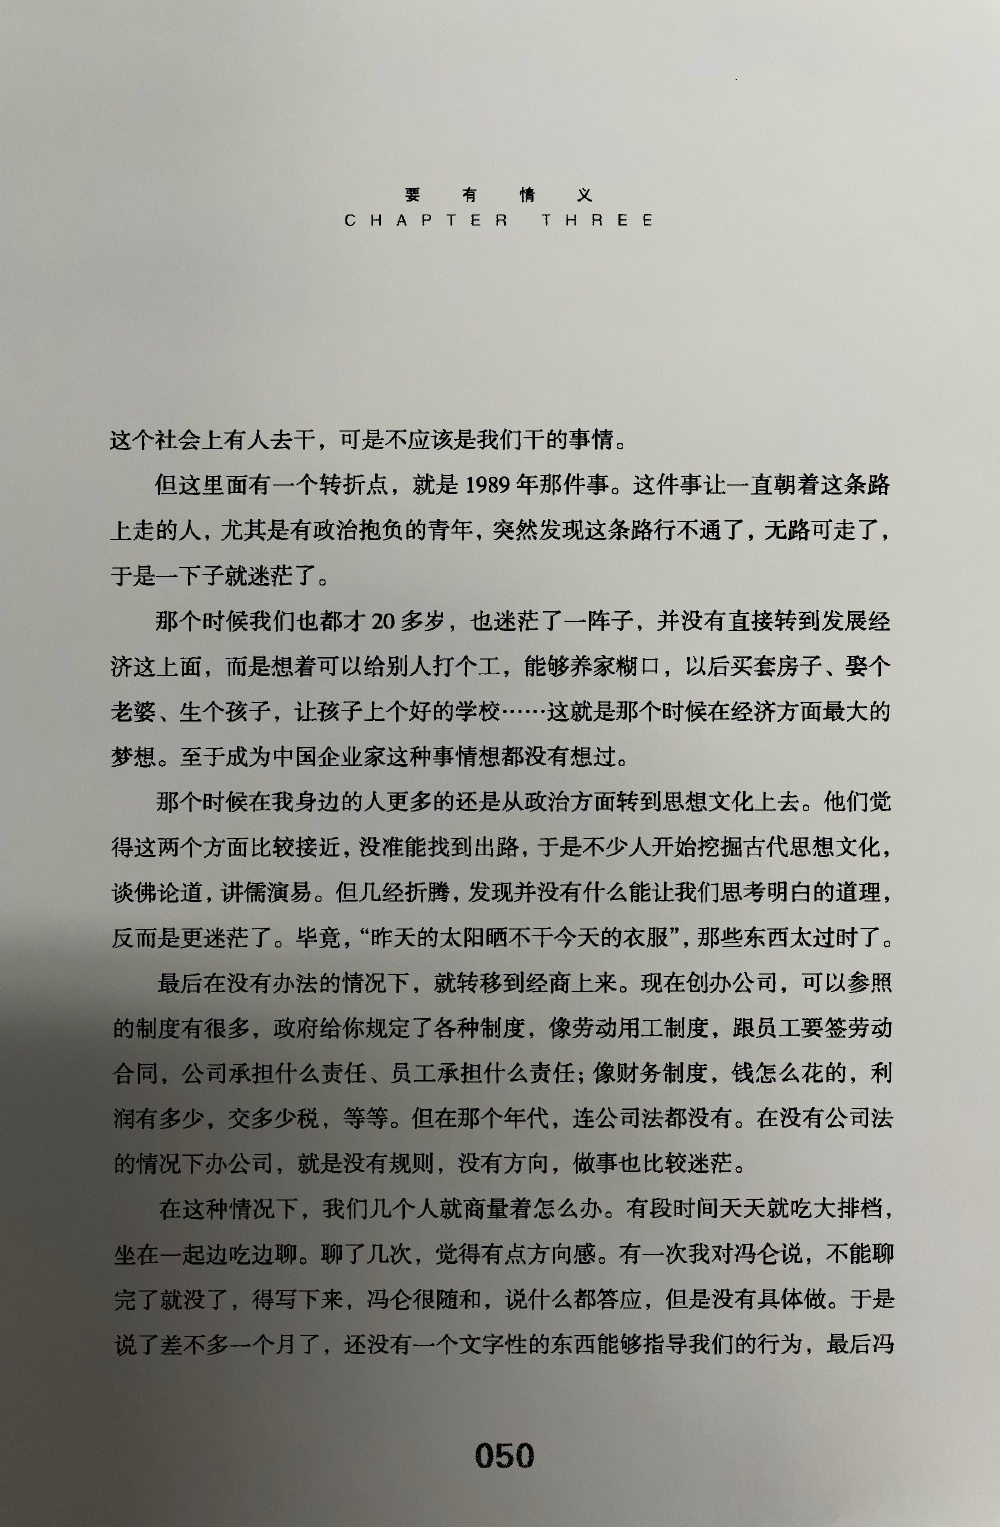 要有情义
CHAPTER THREE
这个社会上有人去干，可是不应该是我们干的事情。
但这里面有一个转折点，就是1989年那件事。这件事让一直朝着这条路
上走的人，尤其是有政治抱负的青年，突然发现这条路行不通了，无路可走了，
于是一下子就迷茫了。
那个时候我们也都才20多岁，也迷茫了一阵子，并没有直接转到发展经
济这上面，而是想着可以给别人打个工，能够养家糊口，以后买套房子、娶个
老婆、生个孩子，让孩子上个好的学校……这就是那个时候在经济方面最大的
梦想。至于成为中国企业家这种事情想都没有想过。
那个时候在我身边的人更多的还是从政治方面转到思想文化上去。他们觉
得这两个方面比较接近，没准能找到出路，于是不少人开始挖掘古代思想文化，
谈佛论道，讲儒演易。但几经折腾，发现并没有什么能让我们思考明白的道理，
反而是更迷茫了。毕竟，“昨天的太阳晒不干今天的衣服”，那些东西太过时了。
最后在没有办法的情况下，就转移到经商上来。现在创办公司，可以参照
的制度有很多，政府给你规定了各种制度，像劳动用工制度，跟员工要签劳动
合同，公司承担什么责任、员工承担什么责任；像财务制度，钱怎么花的，利
润有多少，交多少税，等等。但在那个年代，连公司法都没有。在没有公司法
的情况下办公司，就是没有规则，没有方向，做事也比较迷茫。
在这种情况下，我们几个人就商量着怎么办。有段时间天天就吃大排档，
坐在一起边吃边聊。聊了几次，觉得有点方向感。有一次我对冯仑说，不能聊
完了就没了，得写下来，冯仑很随和，说什么都答应，但是没有具体做。于是
说了差不多一个月了，还没有一个文字性的东西能够指导我们的行为，最后冯
050